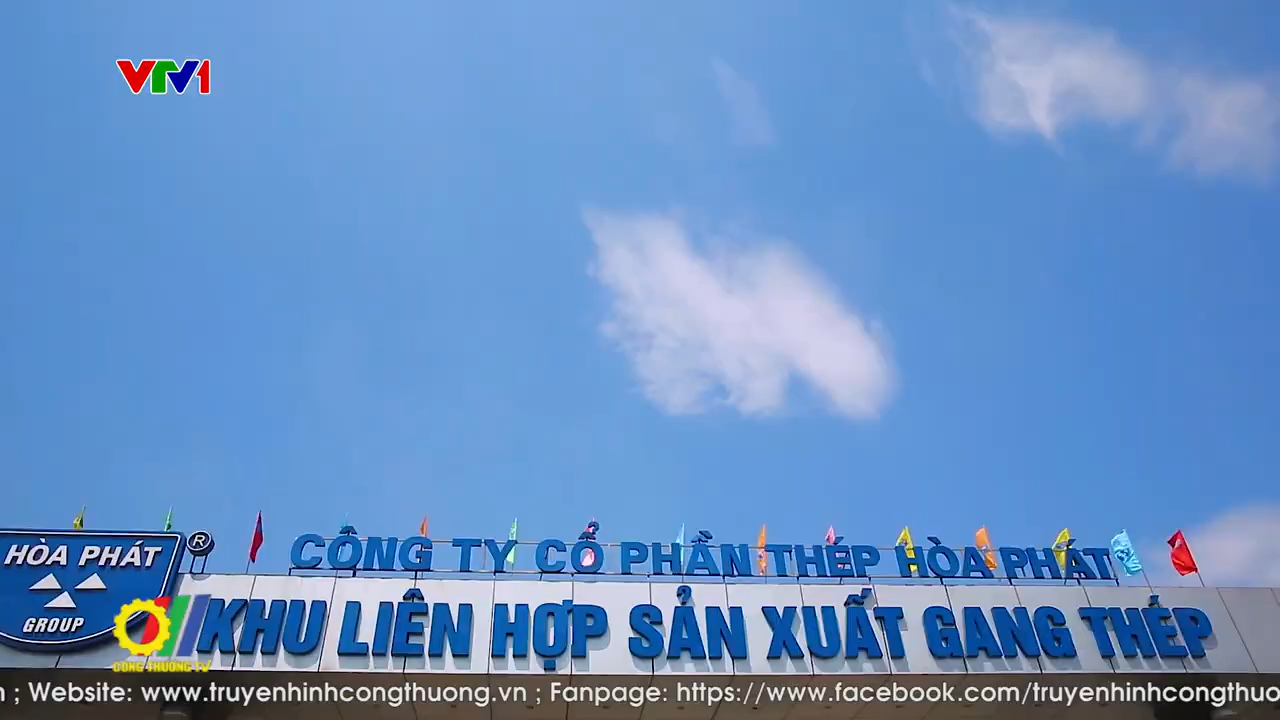 VTV1
CÔNG TY CỔ PHẦN THÉP HÒA PHÁT
HÒA PHÁT ®
GROUP
KHU LIÊN HỢP SẢN XUẤT GANG THÉP
CÔNG THƯƠNG TV
; Website: www.truyenhinhcongthuong.vn ; Fanpage: https://www.facebook.com/truyenhinhcongthuo